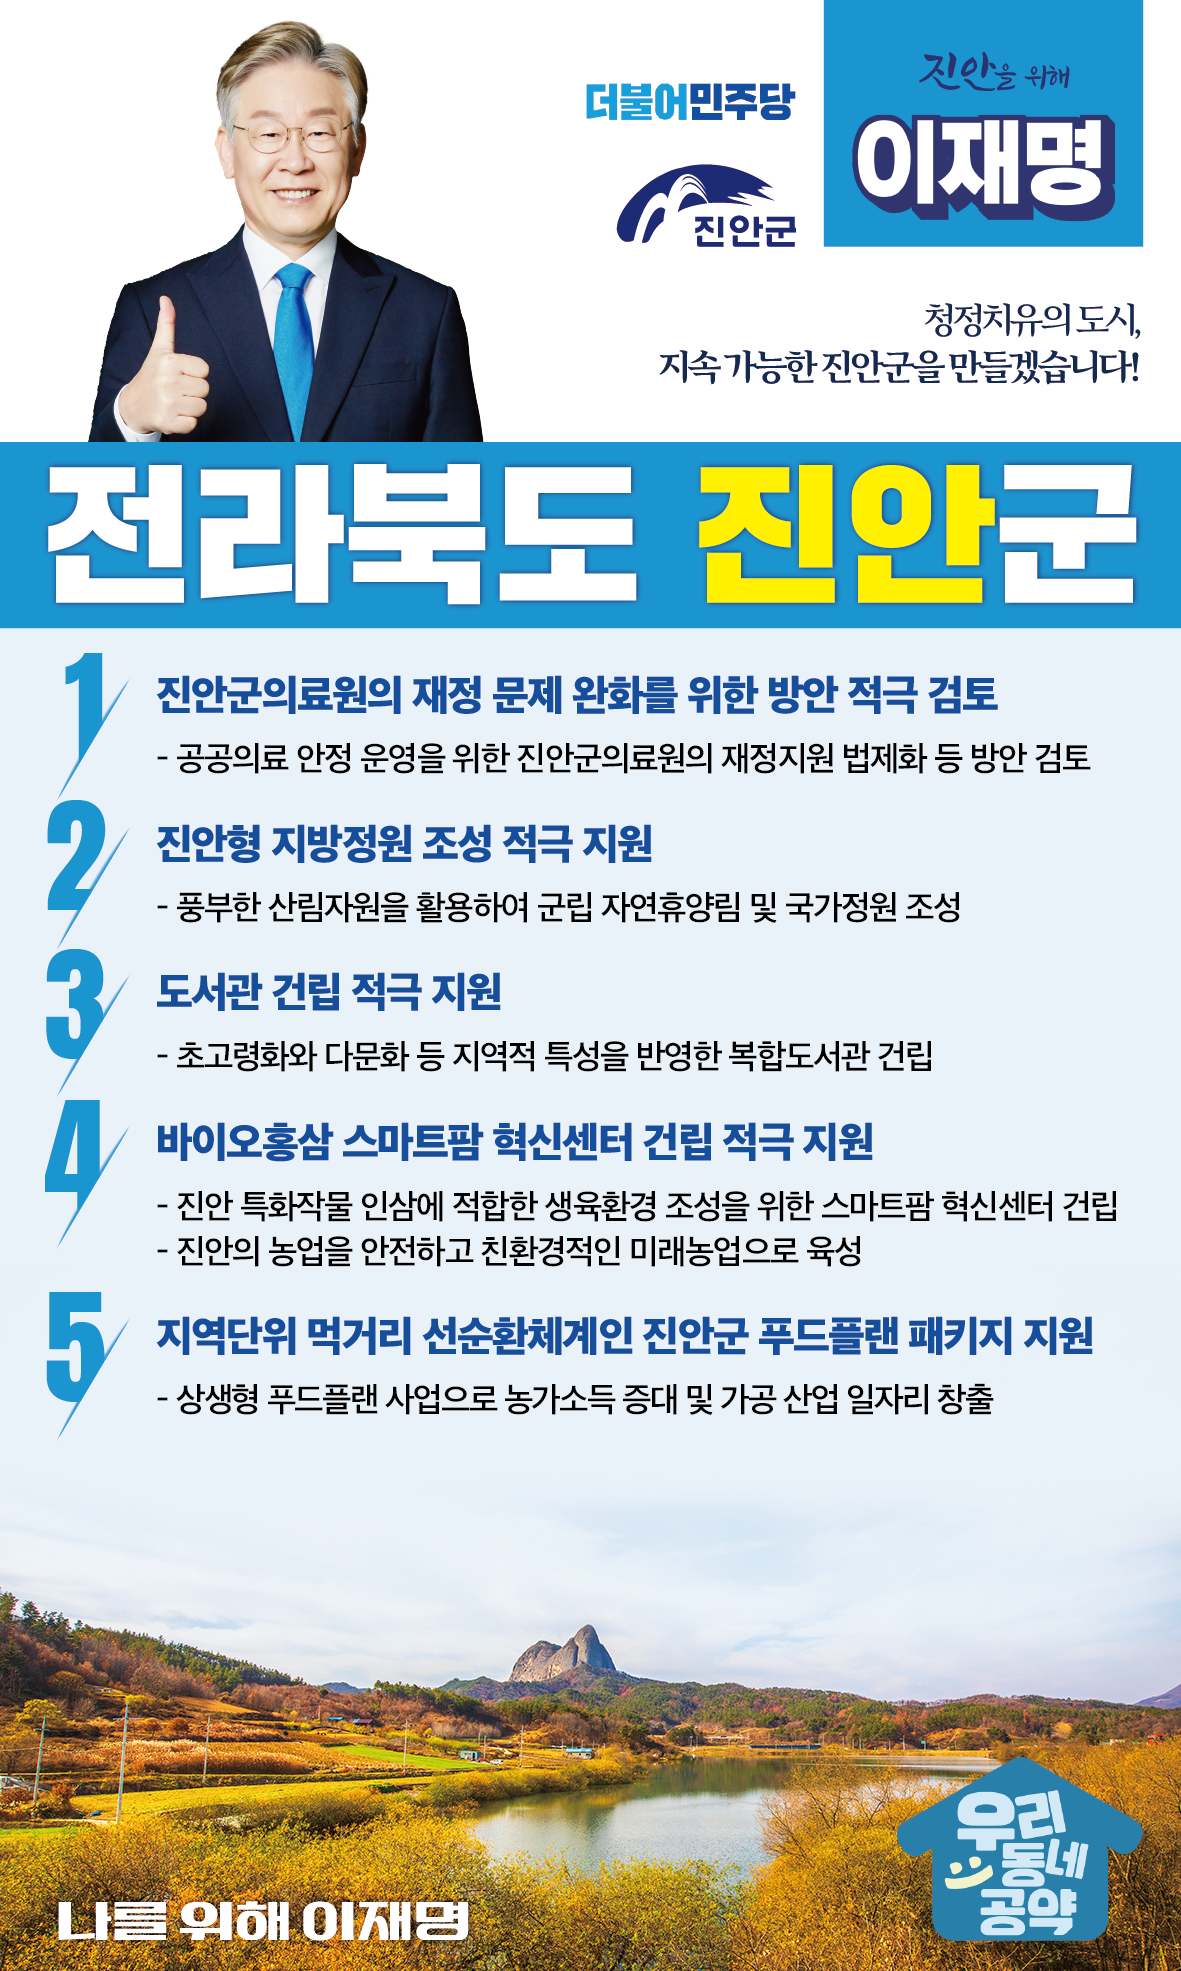 더불어민주당
진안군
진안을 위해
이재명
청정치유의 도시,
지속 가능한 진안군을 만들겠습니다!
전라북도 진안군
1
진안군의료원의 재정 문제 완화를 위한 방안 적극 검토
- 공공의료 안정 운영을 위한 진안군의료원의 재정지원 법제화 등 방안 검토
2
진안형 지방정원 조성 적극 지원
- 풍부한 산림자원을 활용하여 군립 자연휴양림 및 국가정원 조성
3
도서관 건립 적극 지원
- 초고령화와 다문화 등 지역적 특성을 반영한 복합도서관 건립
4
바이오홍삼 스마트팜 혁신센터 건립 적극 지원
- 진안 특화작물 인삼에 적합한 생육환경 조성을 위한 스마트팜 혁신센터 건립
- 진안의 농업을 안전하고 친환경적인 미래농업으로 육성
5
지역단위 먹거리 선순환체계인 진안군 푸드플랜 패키지 지원
- 상생형 푸드플랜 사업으로 농가소득 증대 및 가공 산업 일자리 창출
나를 위해 이재명
우리
동네
공약